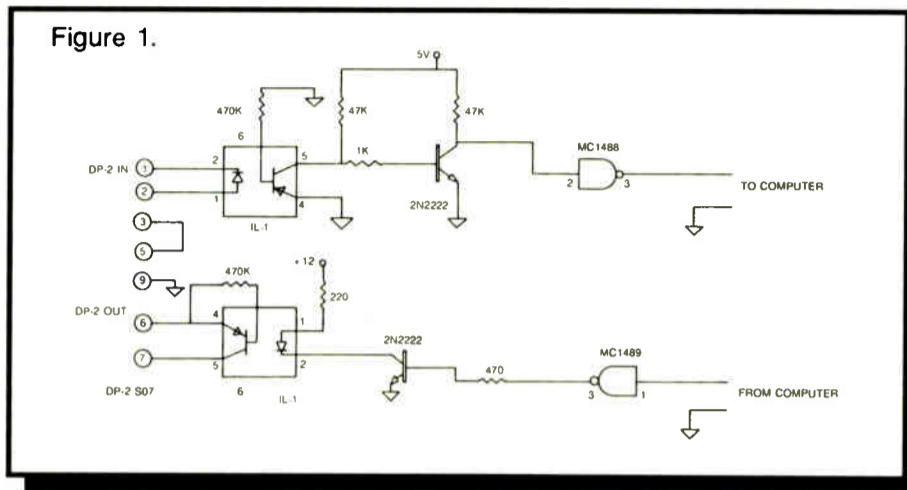 Figure 1.
5V
470K
47K
47K
6
1K
MC1488
DP-2 IN
1
2
5
2
3
2
1
4
TO COMPUTER
2N2222
3
IL-1
5
+12
9
470K
220
DP-2 OUT
6
4
1
2N2222
MC1489
7
5
2
470
3
1
DP-2 S07
6
IL-1
FROM COMPUTER